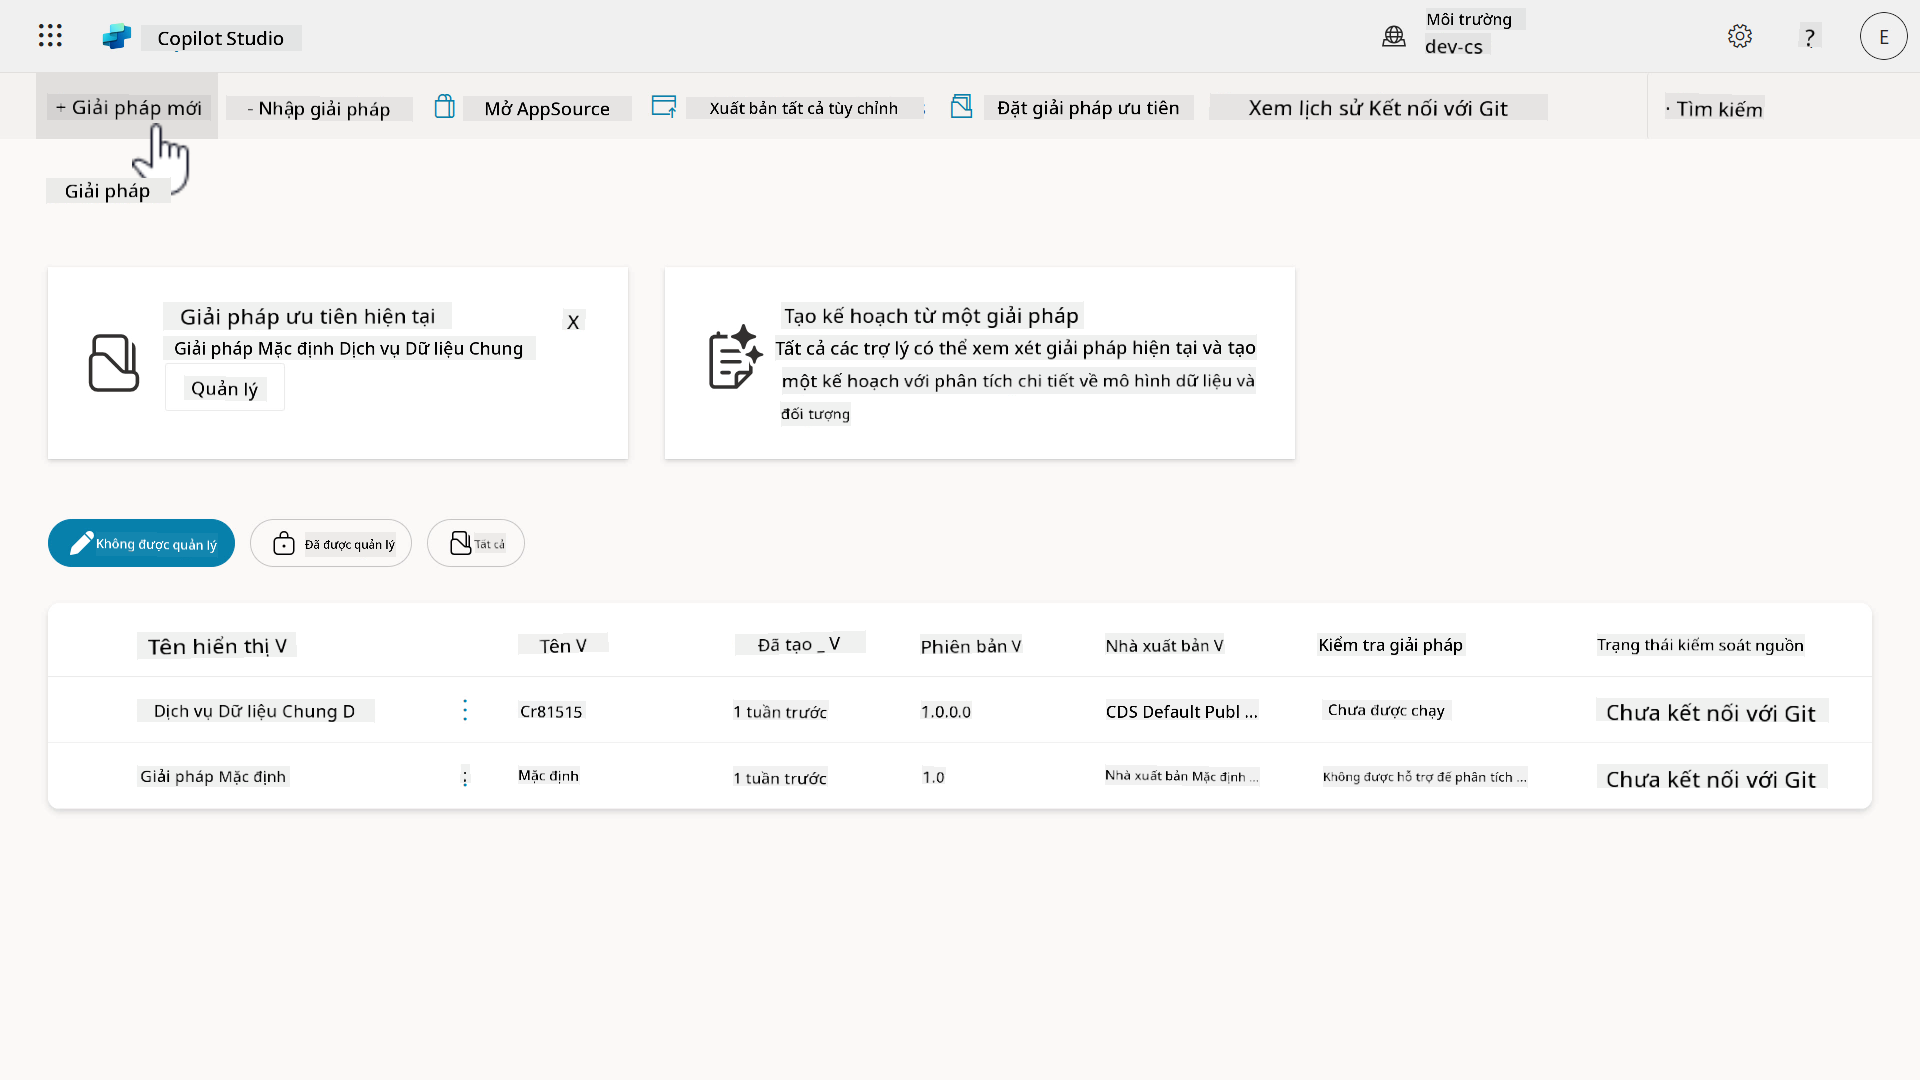 Copilot Studio
Môi trường
dev-cs
?
E
+ Giải pháp mới
- Nhập giải pháp
Mở AppSource
Xuất bản tất cả tùy chỉnh
Đặt giải pháp ưu tiên
Xem lịch sử Kết nối với Git
· Tìm kiếm
Giải pháp
Giải pháp ưu tiên hiện tại
X
Giải pháp Mặc định Dịch vụ Dữ liệu Chung
Quản lý
Tạo kế hoạch từ một giải pháp
Tất cả các trợ lý có thể xem xét giải pháp hiện tại và tạo
một kế hoạch với phân tích chi tiết về mô hình dữ liệu và
đối tượng
Không được quản lý
Đã được quản lý
Tất cả
Tên hiển thị V
Tên V
Đã tạo _ V
Phiên bản V
Nhà xuất bản V
Kiểm tra giải pháp
Trạng thái kiểm soát nguồn
Dịch vụ Dữ liệu Chung D
Cr81515
1 tuần trước
1.0.0.0
CDS Default Publ ...
Chưa được chạy
Chưa kết nối với Git
Giải pháp Mặc định
Mặc định
1 tuần trước
1.0
Nhà xuất bản Mặc định ...
Không được hỗ trợ để phân tích ...
Chưa kết nối với Git